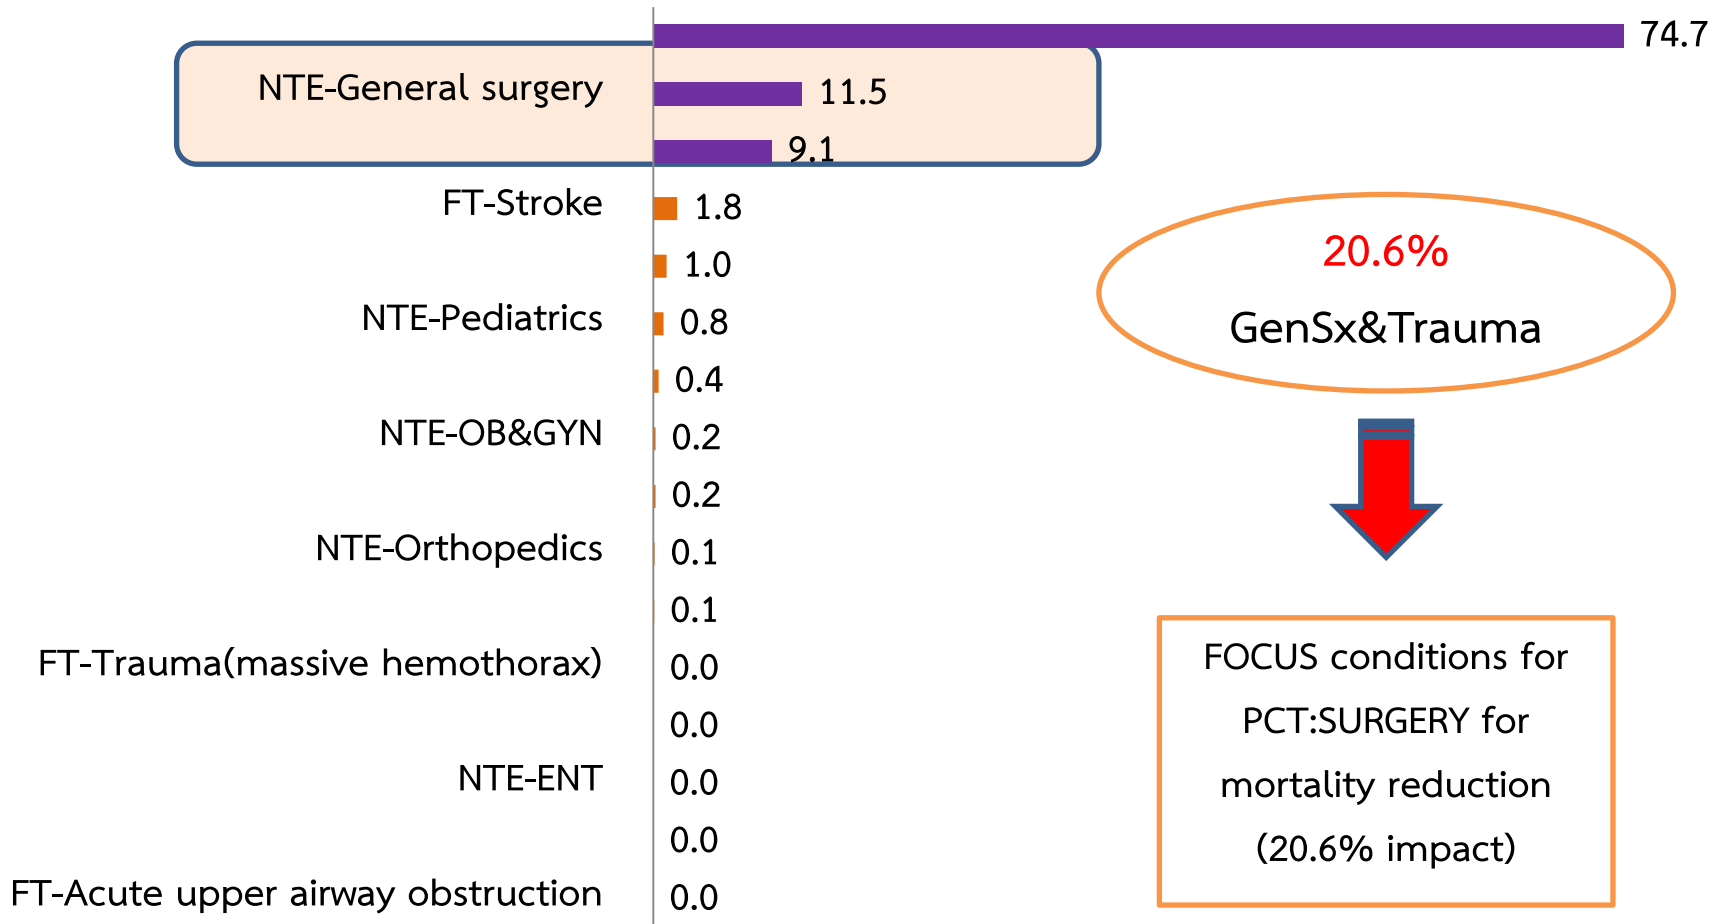 74.7
NTE-General surgery 11.5
9.1
FT-Stroke 1.8
1.0
NTE-Pediatrics 0.8
0.4
NTE-OB&GYN 0.2
0.2
NTE-Orthopedics 0.1
0.1
FT-Trauma(massive hemothorax) 0.0
0.0
NTE-ENT 0.0
0.0
FT-Acute upper airway obstruction 0.0
20.6%
GenSx&Trauma
FOCUS conditions for
PCT:SURGERY for
mortality reduction
(20.6% impact)